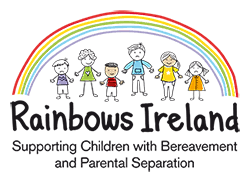 Rainbows Ireland
Supporting Children with Bereavement
and Parental Separation